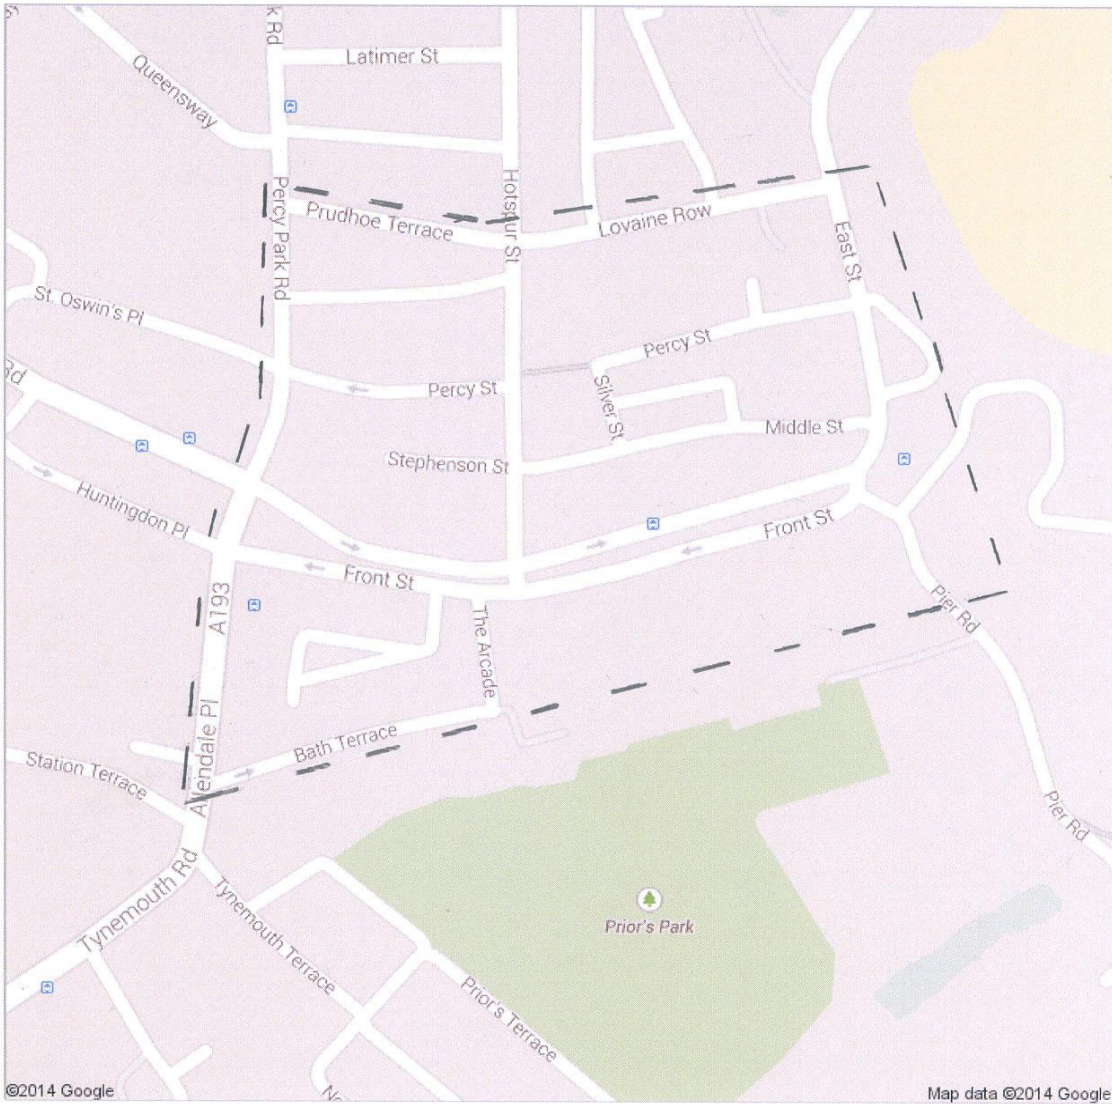 k Rd
Latimer St
Queensway
Percy Park Rd
Hotspur St
Prudhoe Terrace
Lovaine Row
East St
St. Oswin's Pl
Percy St
Silver St
Rd
Percy St
Middle St
Stephenson St
Huntingdon Pl
Front St
Front St
A193
The Arcade
Pier Rd
Allendale Pl
Bath Terrace
Station Terrace
Pier Rd
Tynemouth Rd
Tynemouth Terrace
Prior's Park
Prior's Terrace
©2014 Google
Map data ©2014 Google